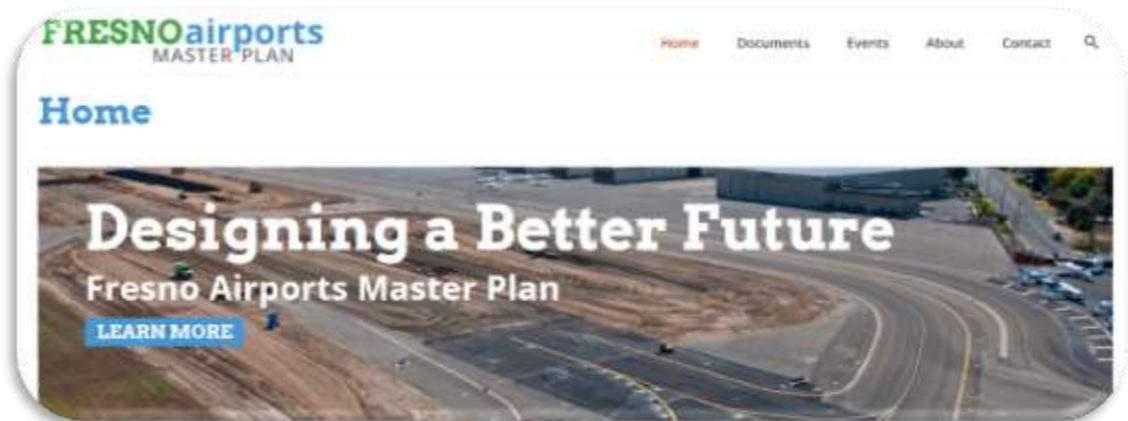 FRESNOairports
MASTER PLAN
Home Documents Events About Contact
Home
Designing a Better Future
Fresno Airports Master Plan
LEARN MORE